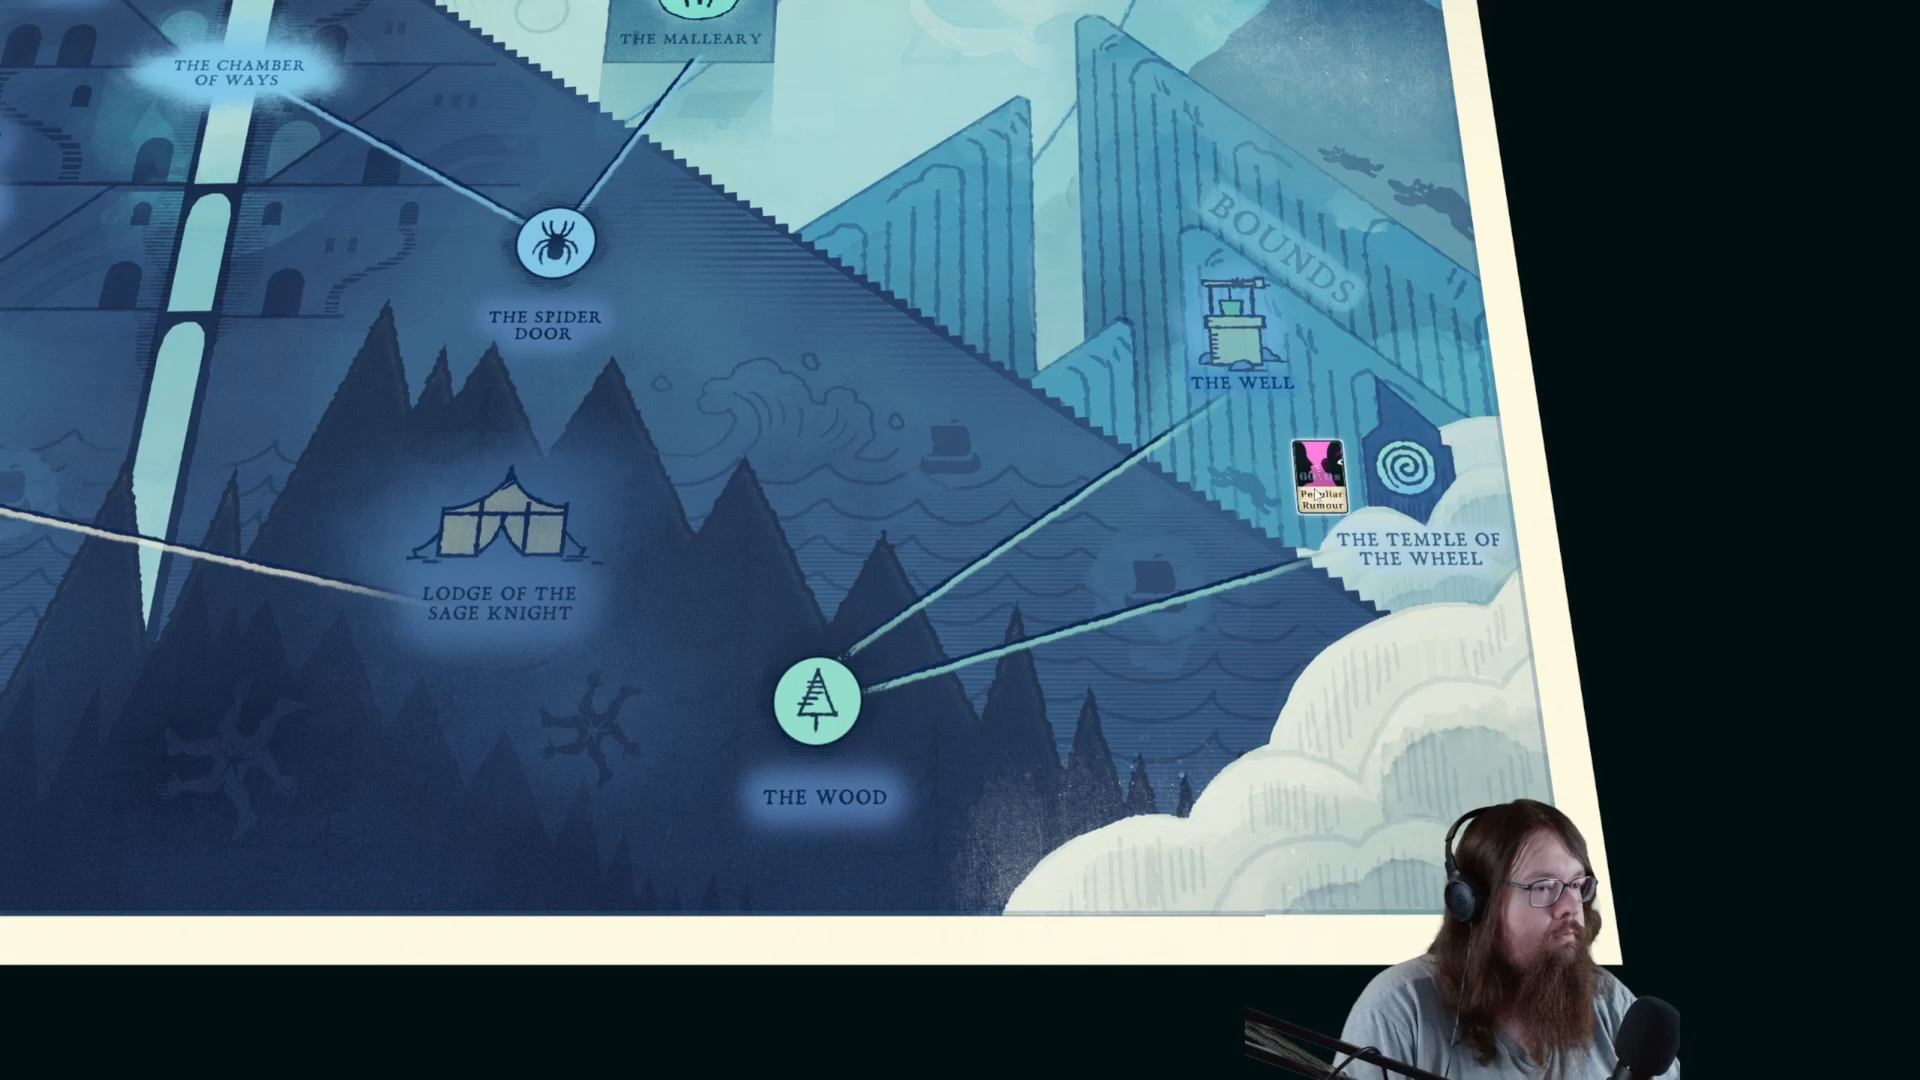 THE MALLEARY
THE CHAMBER
OF WAYS
BOUNDS
THE SPIDER
DOOR
THE WELL
Peculiar
Rumour
THE TEMPLE OF
THE WHEEL
LODGE OF THE
SAGE KNIGHT
THE WOOD